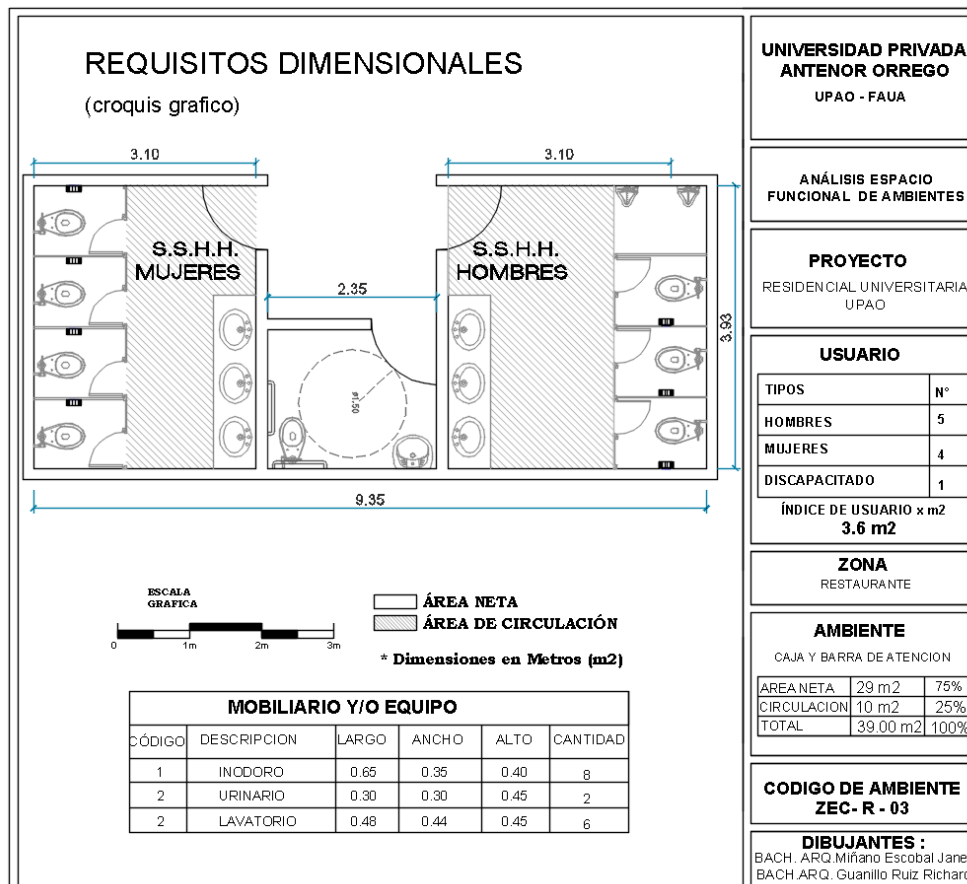 REQUISITOS DIMENSIONALES
(croquis grafico)
3.10
3.10
S.S.H.H.
MUJERES
S.S.H.H.
HOMBRES
2.35
3.93
ø1.50
9.35
ESCALA
GRAFICA
0 1m 2m 3m
ÁREA NETA
ÁREA DE CIRCULACIÓN
* Dimensiones en Metros (m2)
MOBILIARIO Y/O EQUIPO
CÓDIGO DESCRIPCION LARGO ANCHO ALTO CANTIDAD
1 INODORO 0.65 0.35 0.40 8
2 URINARIO 0.30 0.30 0.45 2
2 LAVATORIO 0.48 0.44 0.45 6
UNIVERSIDAD PRIVADA
ANTENOR ORREGO
UPAO - FAUA
ANÁLISIS ESPACIO
FUNCIONAL DE AMBIENTES
PROYECTO
RESIDENCIAL UNIVERSITARIA
UPAO
USUARIO
TIPOS N°
HOMBRES 5
MUJERES 4
DISCAPACITADO 1
ÍNDICE DE USUARIO x m2
3.6 m2
ZONA
RESTAURANTE
AMBIENTE
CAJA Y BARRA DE ATENCION
AREA NETA 29 m2 75%
CIRCULACION 10 m2 25%
TOTAL 39.00 m2 100%
CODIGO DE AMBIENTE
ZEC- R - 03
DIBUJANTES :
BACH. ARQ.Miñano Escobal Jane
BACH.ARQ. Guanillo Ruiz Richard